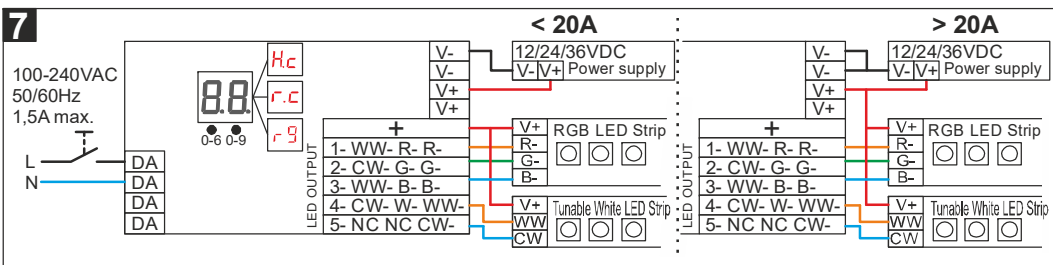 7
< 20A
> 20A
100-240VAC
50/60Hz
1,5A max.
L
N
DA
DA
DA
DA
8.8.
0-6 0-9
H.c
r.c
r 9
V-
V-
V+
V+
12/24/36VDC
V- V+ Power supply
LED OUTPUT
+
1- WW- R- R-
2- CW- G- G-
3- WW- B- B-
4- CW- W- WW-
5- NC NC CW-
V+ RGB LED Strip
R-
G-
B-
V+ Tunable White LED Strip
WW
CW
V-
V-
V+
V+
12/24/36VDC
V- V+ Power supply
LED OUTPUT
+
1- WW- R- R-
2- CW- G- G-
3- WW- B- B-
4- CW- W- WW-
5- NC NC CW-
V+ RGB LED Strip
R-
G-
B-
V+ Tunable White LED Strip
WW
CW